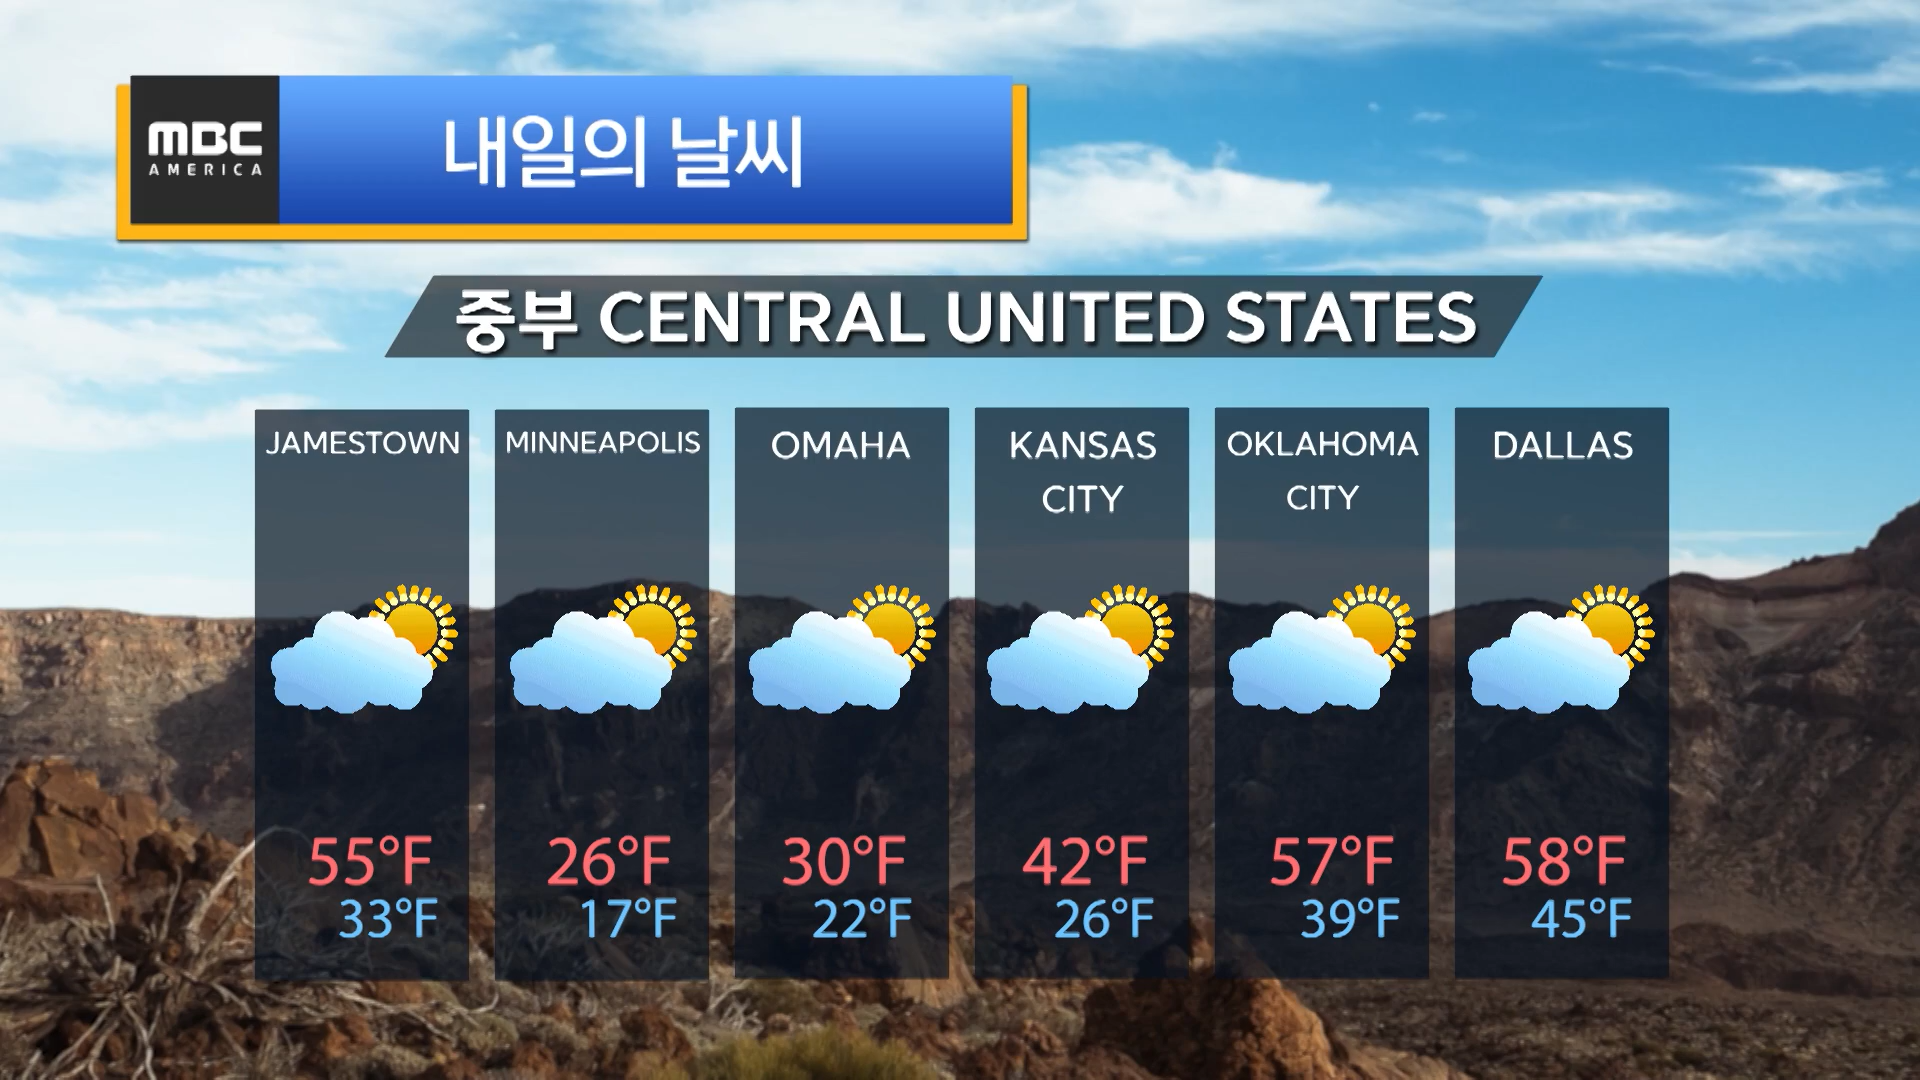 MBC
AMERICA
내일의 날씨
중부 CENTRAL UNITED STATES
JAMESTOWN
55°F
33°F
MINNEAPOLIS
26°F
17°F
OMAHA
30°F
22°F
KANSAS
CITY
42°F
26°F
OKLAHOMA
CITY
57°F
39°F
DALLAS
58°F
45°F